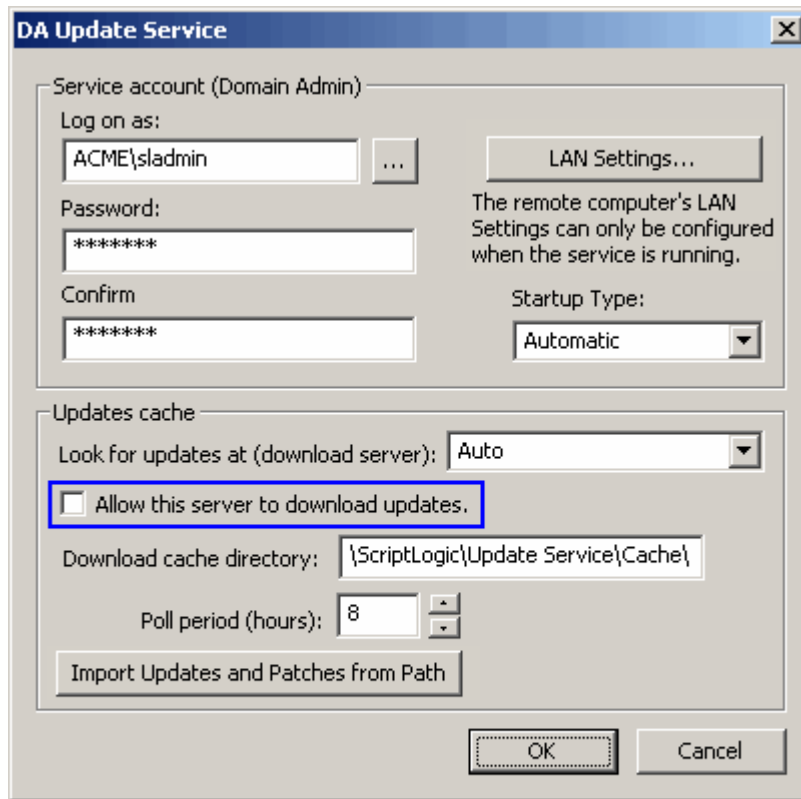 DA Update Service
Service account (Domain Admin)
Log on as:
ACME\sladmin
...
LAN Settings...
The remote computer's LAN
Settings can only be configured
when the service is running.
Password:
*******
Confirm
*******
Startup Type:
Automatic
Updates cache
Look for updates at (download server):
Auto
Allow this server to download updates.
Download cache directory:
\ScriptLogic\Update Service\Cache\
Poll period (hours):
8
Import Updates and Patches from Path
OK
Cancel